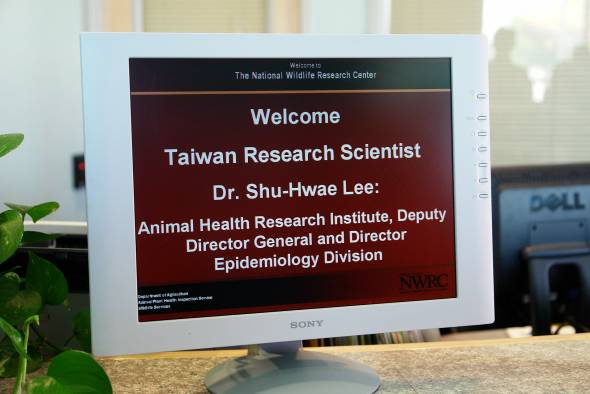 Welcome to
The National Wildlife Research Center
Welcome
Taiwan Research Scientist
Dr. Shu-Hwae Lee:
Animal Health Research Institute, Deputy
Director General and Director
Epidemiology Division
Department of Agriculture
Animal Plant Health Inspection Service
Wildlife Services
NWRC
SONY
DELL